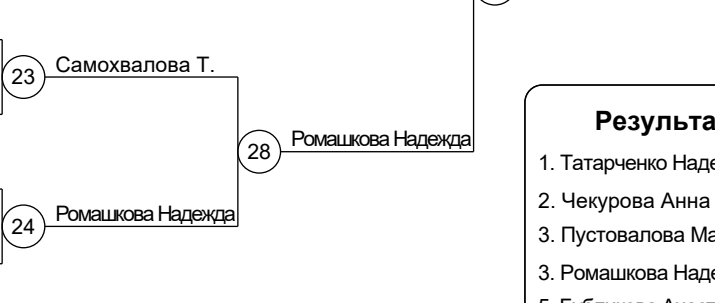 23
Самохвалова Т.
28
Ромашкова Надежда
24
Ромашкова Надежда
1. Татарченко
2. Чекурова Анна
3. Пустовалова
3. Ромашкова